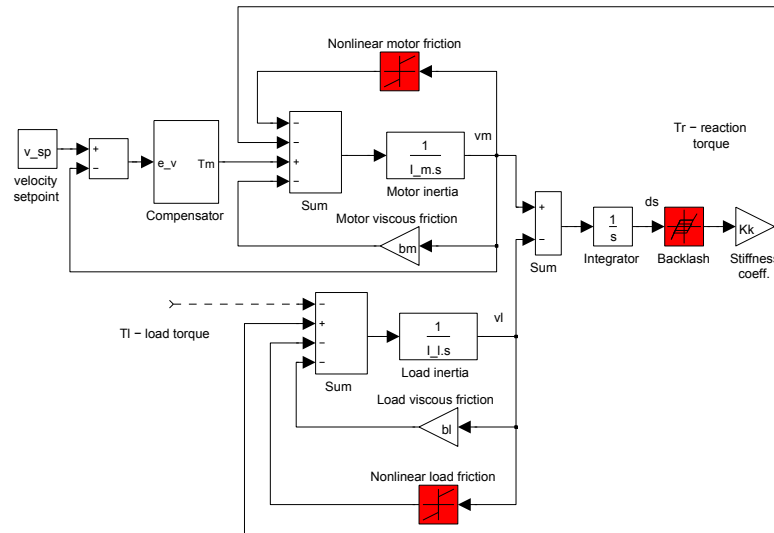 Nonlinear motor friction
vm
Tr − reaction
torque
v_sp
+
−
e_v
Tm
−
−
+
−
1
I_m.s
velocity
setpoint
Compensator
Sum
Motor inertia
Motor viscous friction
bm
+
−
Sum
1
s
Integrator
ds
Backlash
Kk
Stiffness
coeff.
Tl − load torque
−
+
−
−
Sum
1
I_l.s
vl
Load inertia
Load viscous friction
bl
Nonlinear load friction